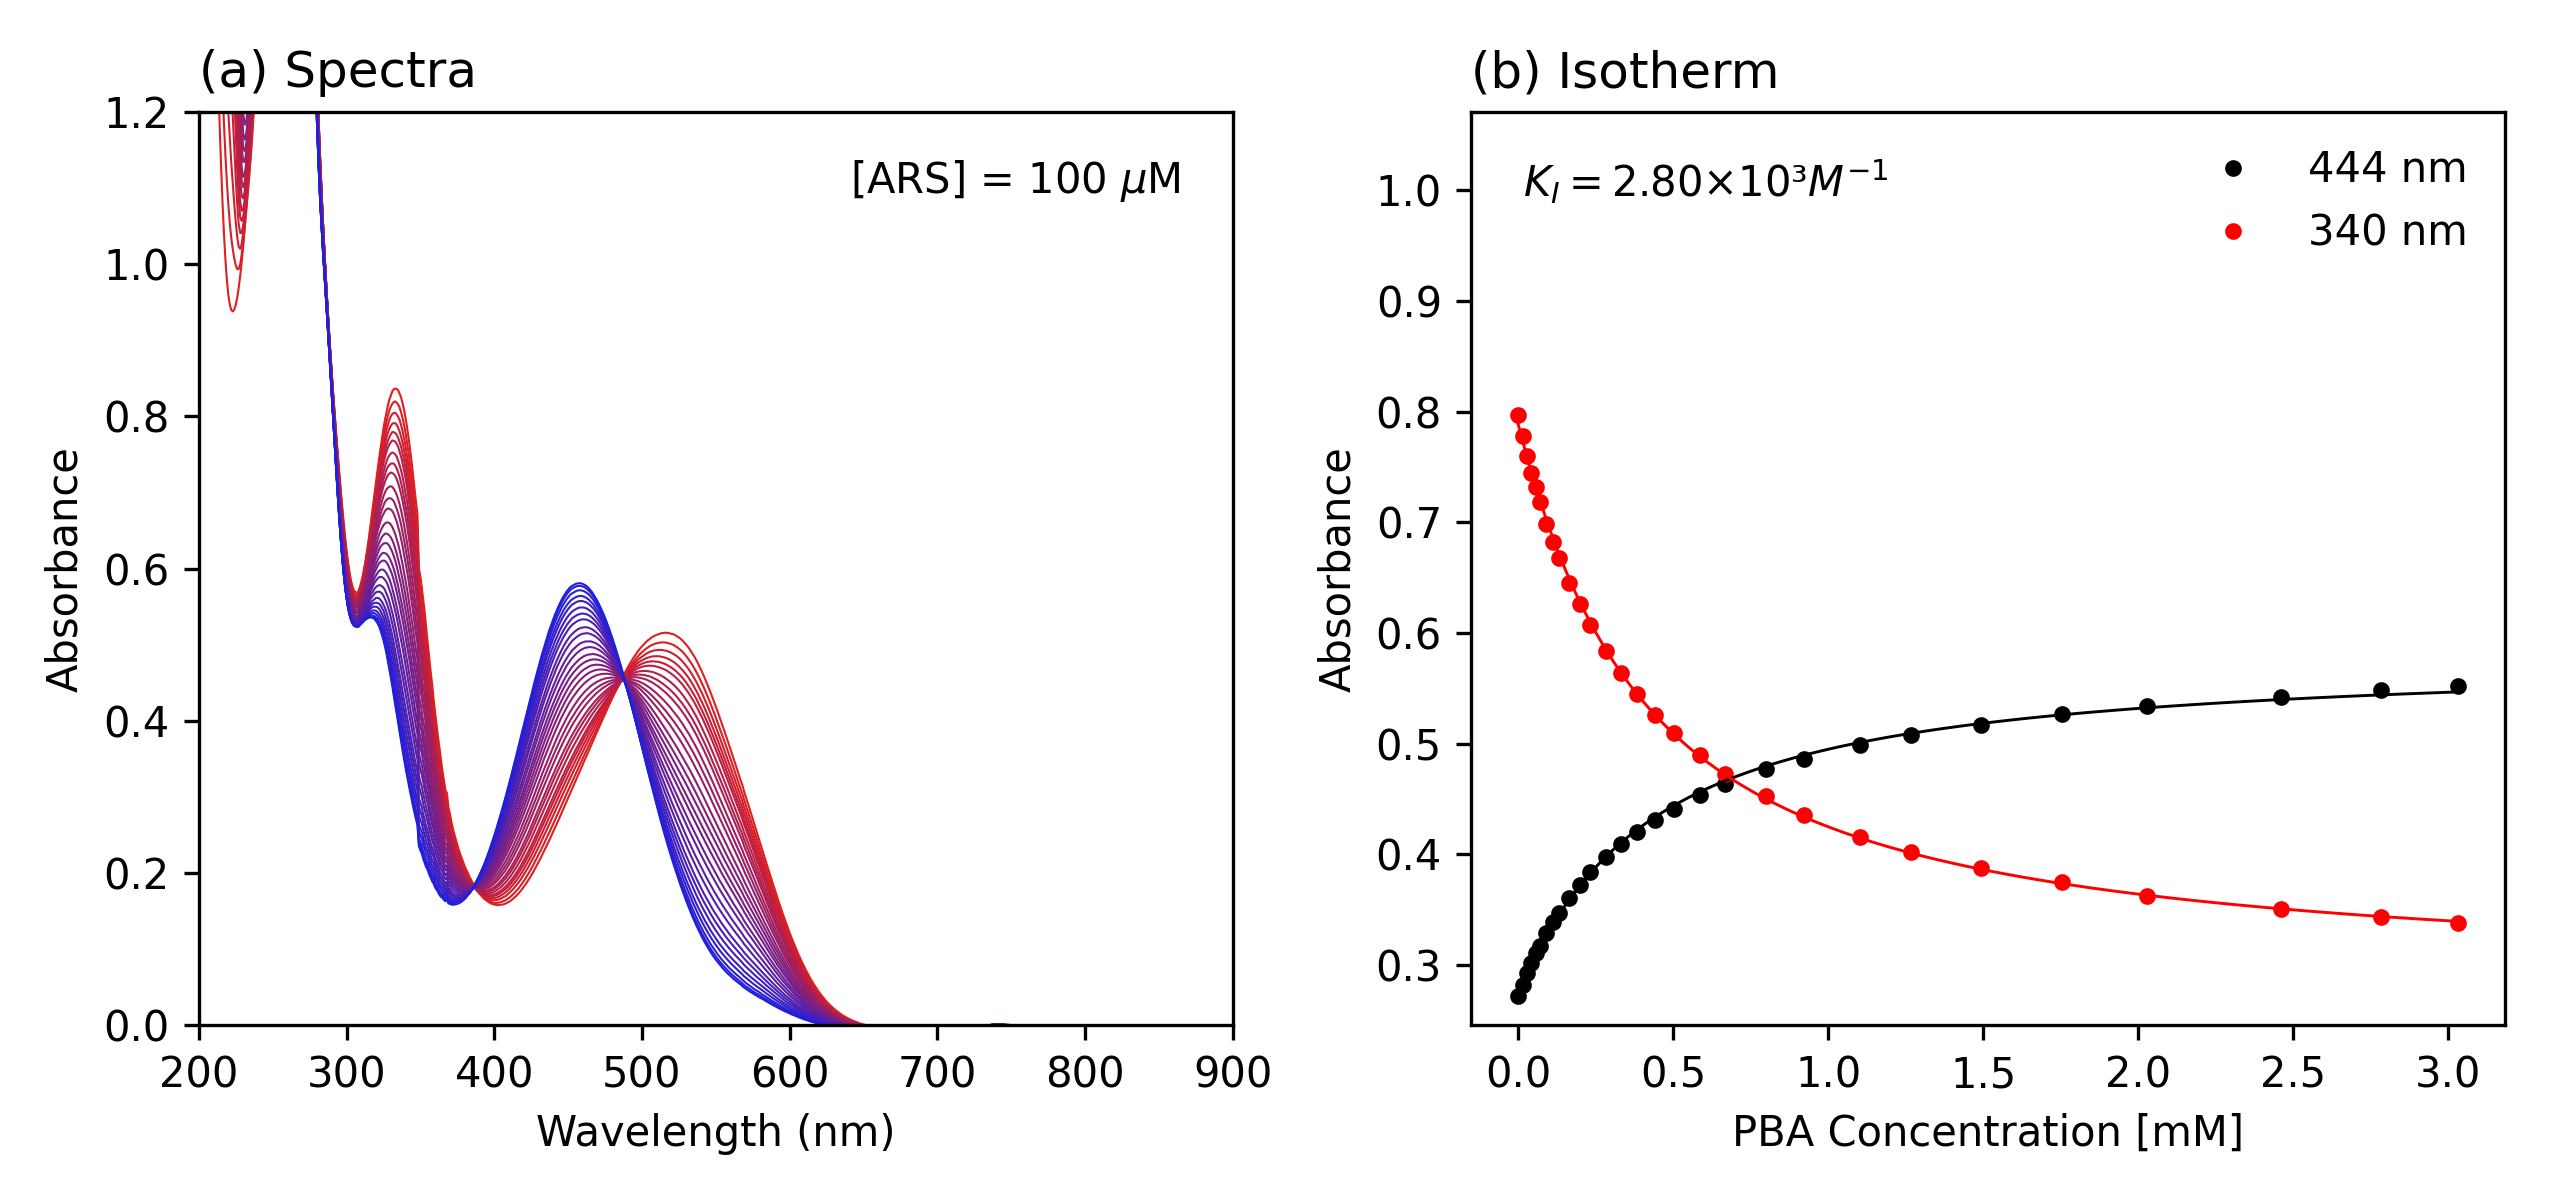 (a) Spectra
1.2
1.0
0.8
0.6
0.4
0.2
0.0
Absorbance
[ARS] = 100 μM
200 300 400 500 600 700 800 900
Wavelength (nm)
(b) Isotherm
1.0
0.9
0.8
0.7
0.6
0.5
0.4
0.3
Absorbance
K_I = 2.80×10³M⁻¹
444 nm
340 nm
0.0 0.5 1.0 1.5 2.0 2.5 3.0
PBA Concentration [mM]